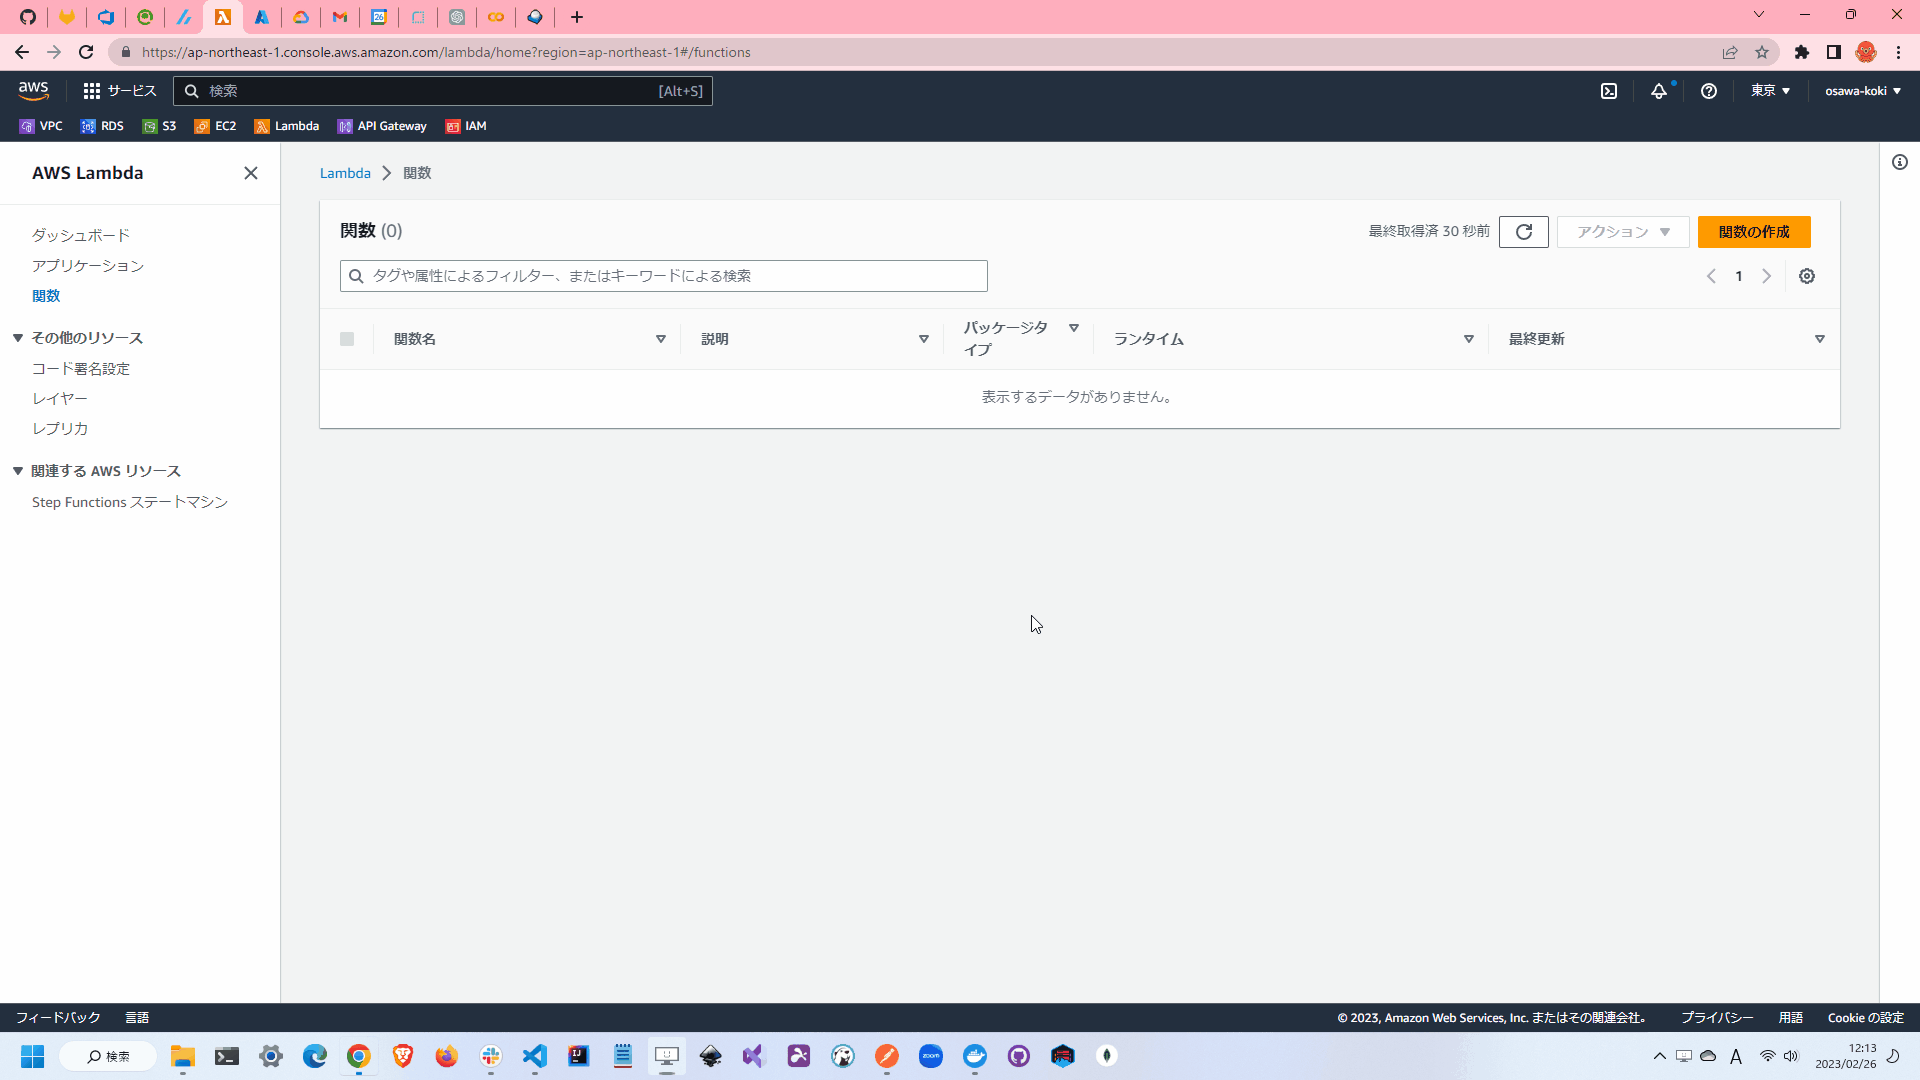 https://ap-northeast-1.console.aws.amazon.com/lambda/home?region=ap-northeast-1#/functions
aws
サービス
検索
[Alt+S]
東京
osawa-koki
VPC
RDS
S3
EC2
Lambda
API Gateway
IAM
AWS Lambda
ダッシュボード
アプリケーション
関数
その他のリソース
コード署名設定
レイヤー
レプリカ
関連する AWS リソース
Step Functions ステートマシン
Lambda
関数
関数 (0)
最終取得済 30 秒前
アクション
関数の作成
タグや属性によるフィルター、またはキーワードによる検索
1
関数名
説明
パッケージタ
イプ
ランタイム
最終更新
表示するデータがありません。
フィードバック
言語
© 2023, Amazon Web Services, Inc. またはその関連会社。
プライバシー
用語
Cookie の設定
検索
zoom
A
12:13
2023/02/26